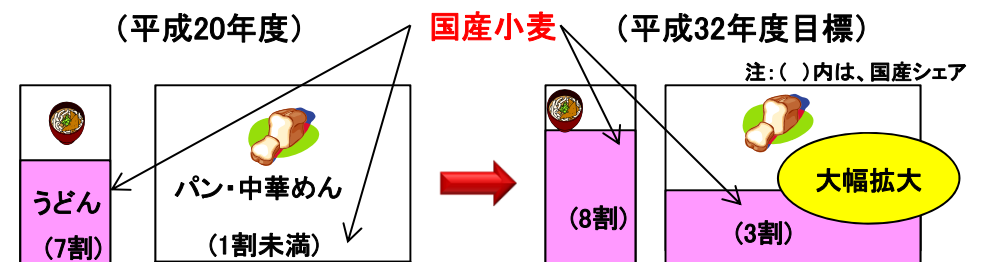 (平成20年度)
国産小麦
(平成32年度目標)
注:( )内は、国産シェア
うどん
(7割)
パン・中華めん
(1割未満)
(8割)
大幅拡大
(3割)